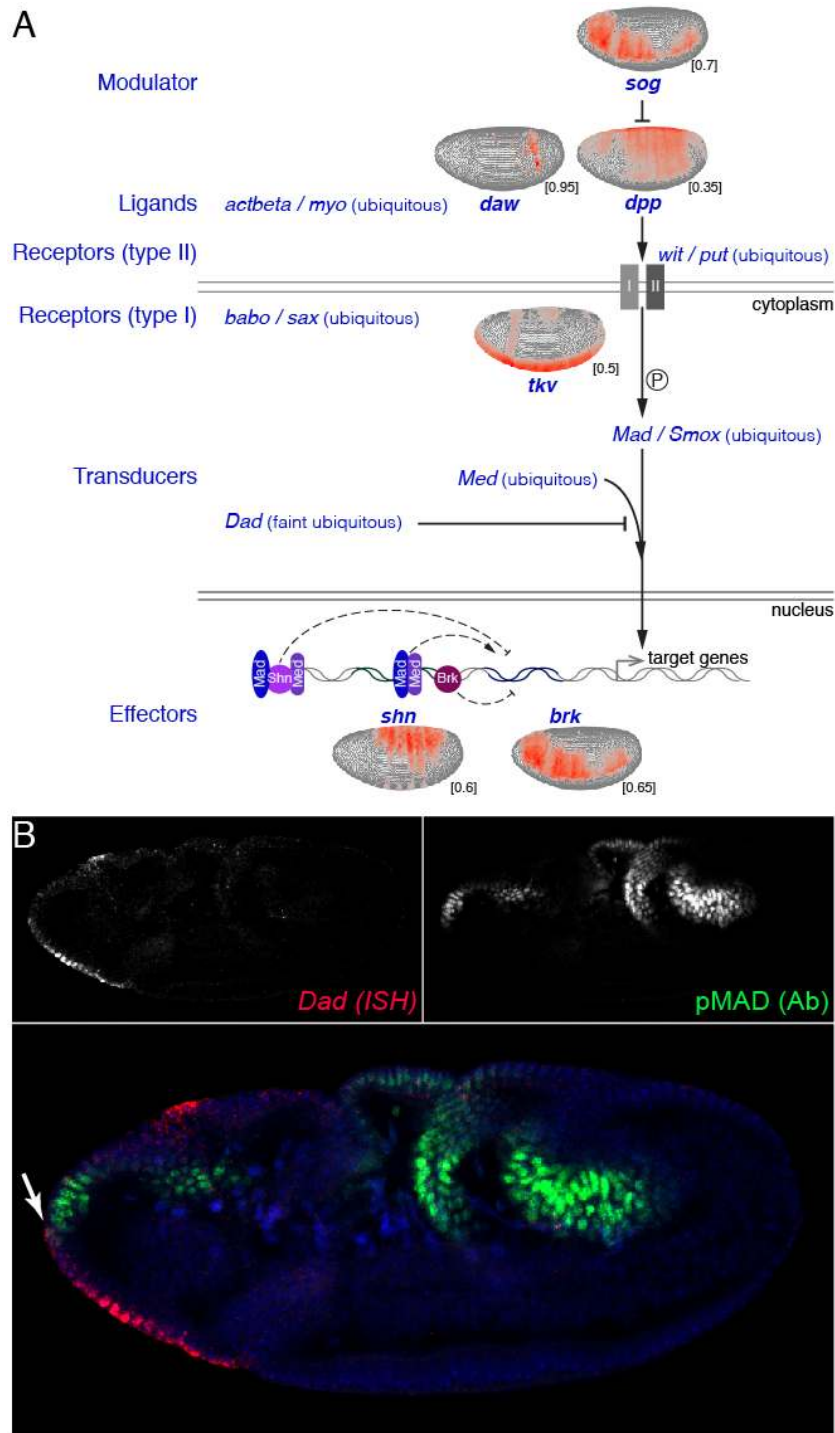 A
Modulator
[0.7]
sog
[0.95]
[0.35]
Ligands
actbeta / myo (ubiquitous)
daw
dpp
Receptors (type II)
wit / put (ubiquitous)
I
II
cytoplasm
Receptors (type I)
babo / sax (ubiquitous)
[0.5]
tkv
P
Mad / Smox (ubiquitous)
Transducers
Med (ubiquitous)
Dad (faint ubiquitous)
nucleus
target genes
Mad
Shn
Med
Mad
Med
Brk
Effectors
shn
brk
[0.6]
[0.65]
B
Dad (ISH)
pMAD (Ab)